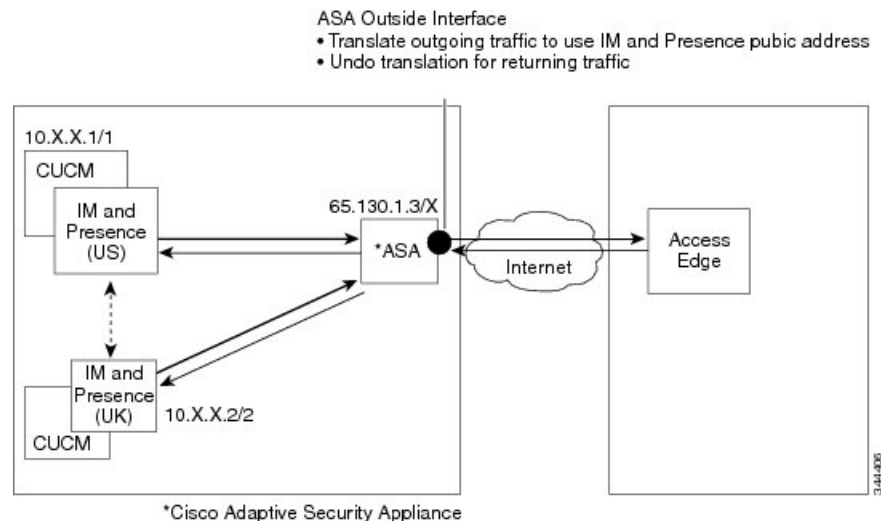 ASA Outside Interface
• Translate outgoing traffic to use IM and Presence pubic address
• Undo translation for returning traffic
10.X.X.1/1
CUCM
IM and
Presence
(US)
65.130.1.3/X
*ASA
Internet
Access
Edge
IM and
Presence
(UK)
10.X.X.2/2
CUCM
344406
*Cisco Adaptive Security Appliance